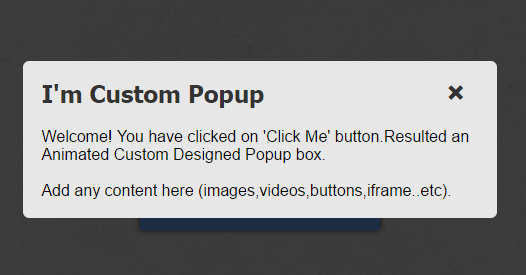 I'm Custom Popup
Welcome! You have clicked on 'Click Me' button.Resulted an
Animated Custom Designed Popup box.
Add any content here (images,videos,buttons,iframe..etc).